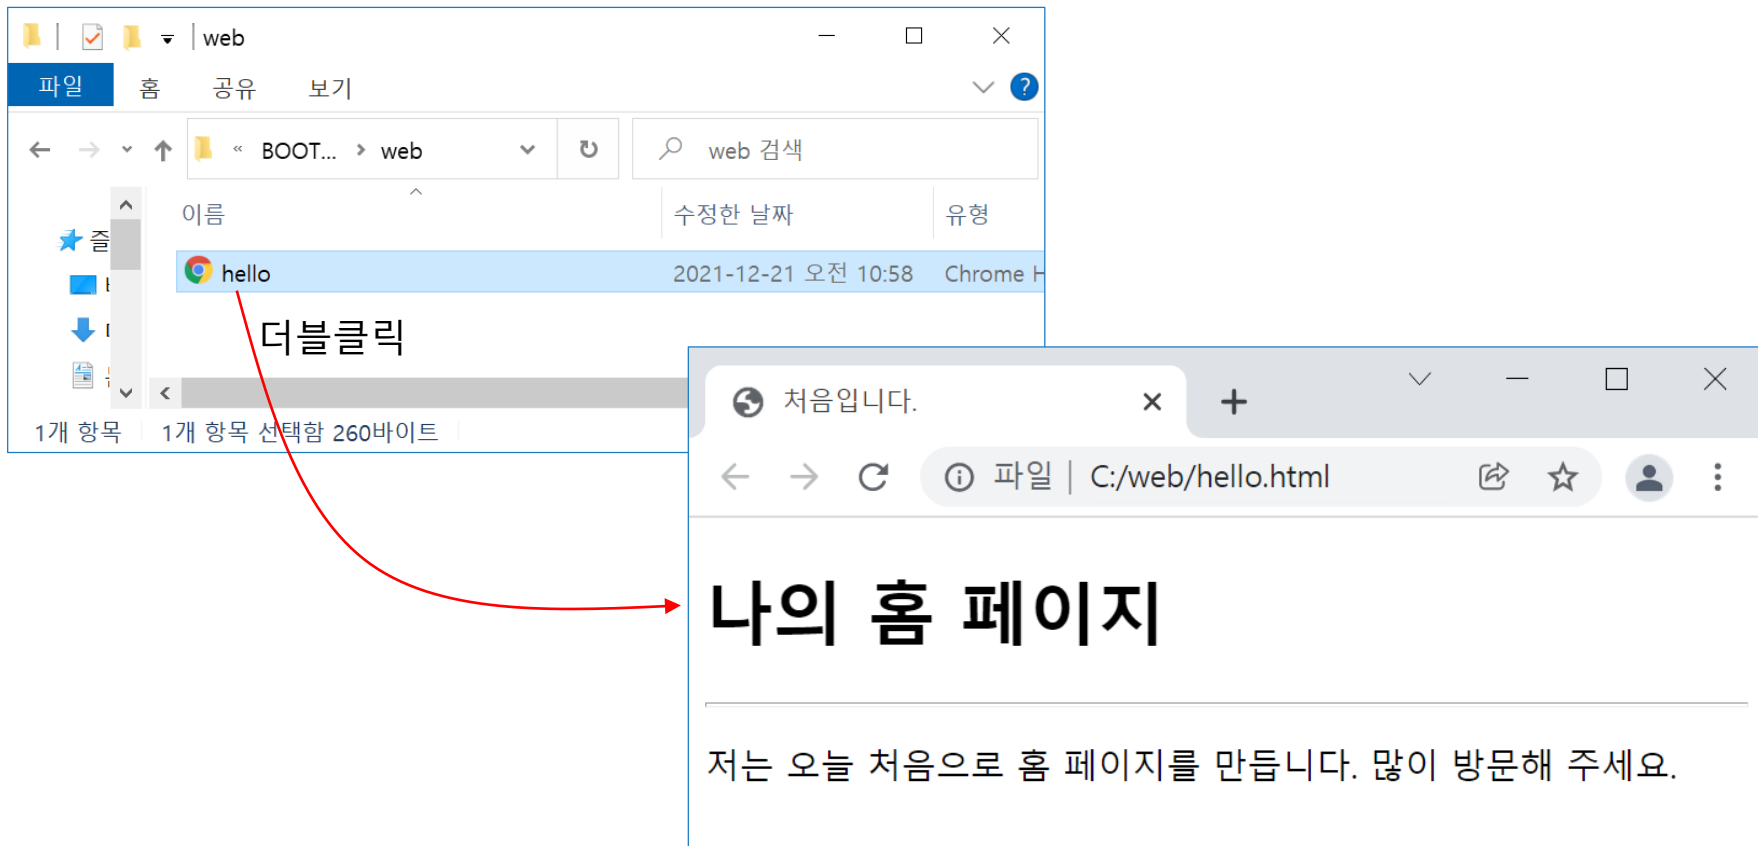 web
파일 홈 공유 보기
« BOOT... > web web 검색
이름 수정한 날짜 유형
즐
hello 2021-12-21 오전 10:58 Chrome H
더블클릭
1개 항목 1개 항목 선택함 260바이트
처음입니다.
파일 | C:/web/hello.html
나의 홈 페이지
저는 오늘 처음으로 홈 페이지를 만듭니다. 많이 방문해 주세요.